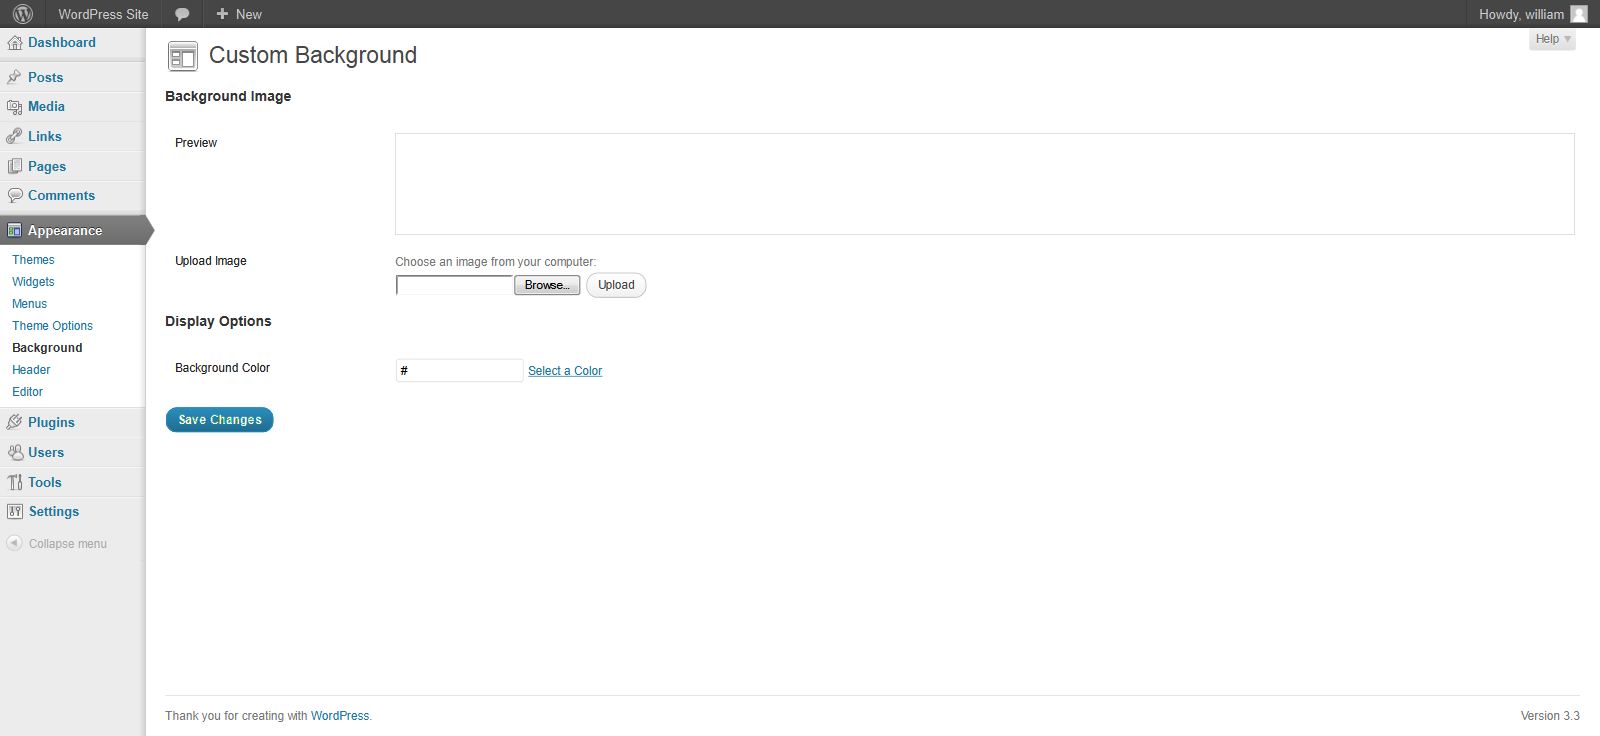 WordPress Site
New
Howdy, william
Help
Dashboard
Posts
Media
Links
Pages
Comments
Appearance
Themes
Widgets
Menus
Theme Options
Background
Header
Editor
Plugins
Users
Tools
Settings
Collapse menu
Custom Background
Background Image
Preview
Upload Image
Choose an image from your computer:
Browse... Upload
Display Options
Background Color
# Select a Color
Save Changes
Thank you for creating with WordPress.
Version 3.3